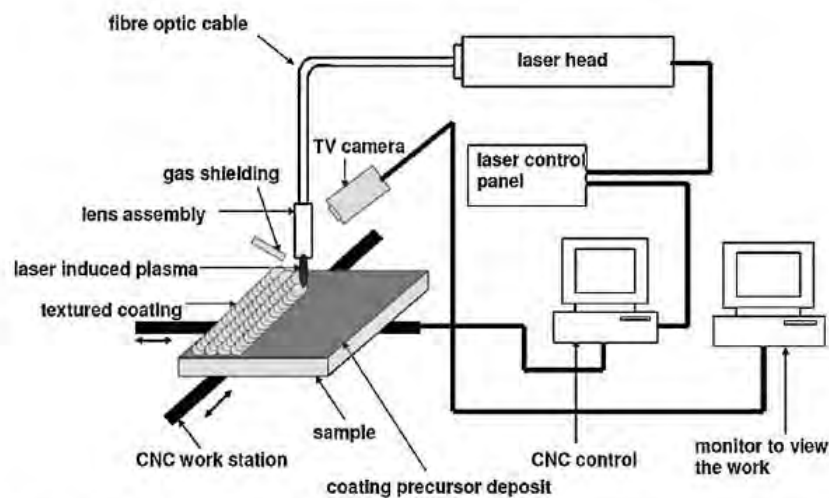 fibre optic cable
laser head
TV camera
laser control
panel
gas shielding
lens assembly
laser induced plasma
textured coating
sample
CNC work station
coating precursor deposit
CNC control
monitor to view
the work